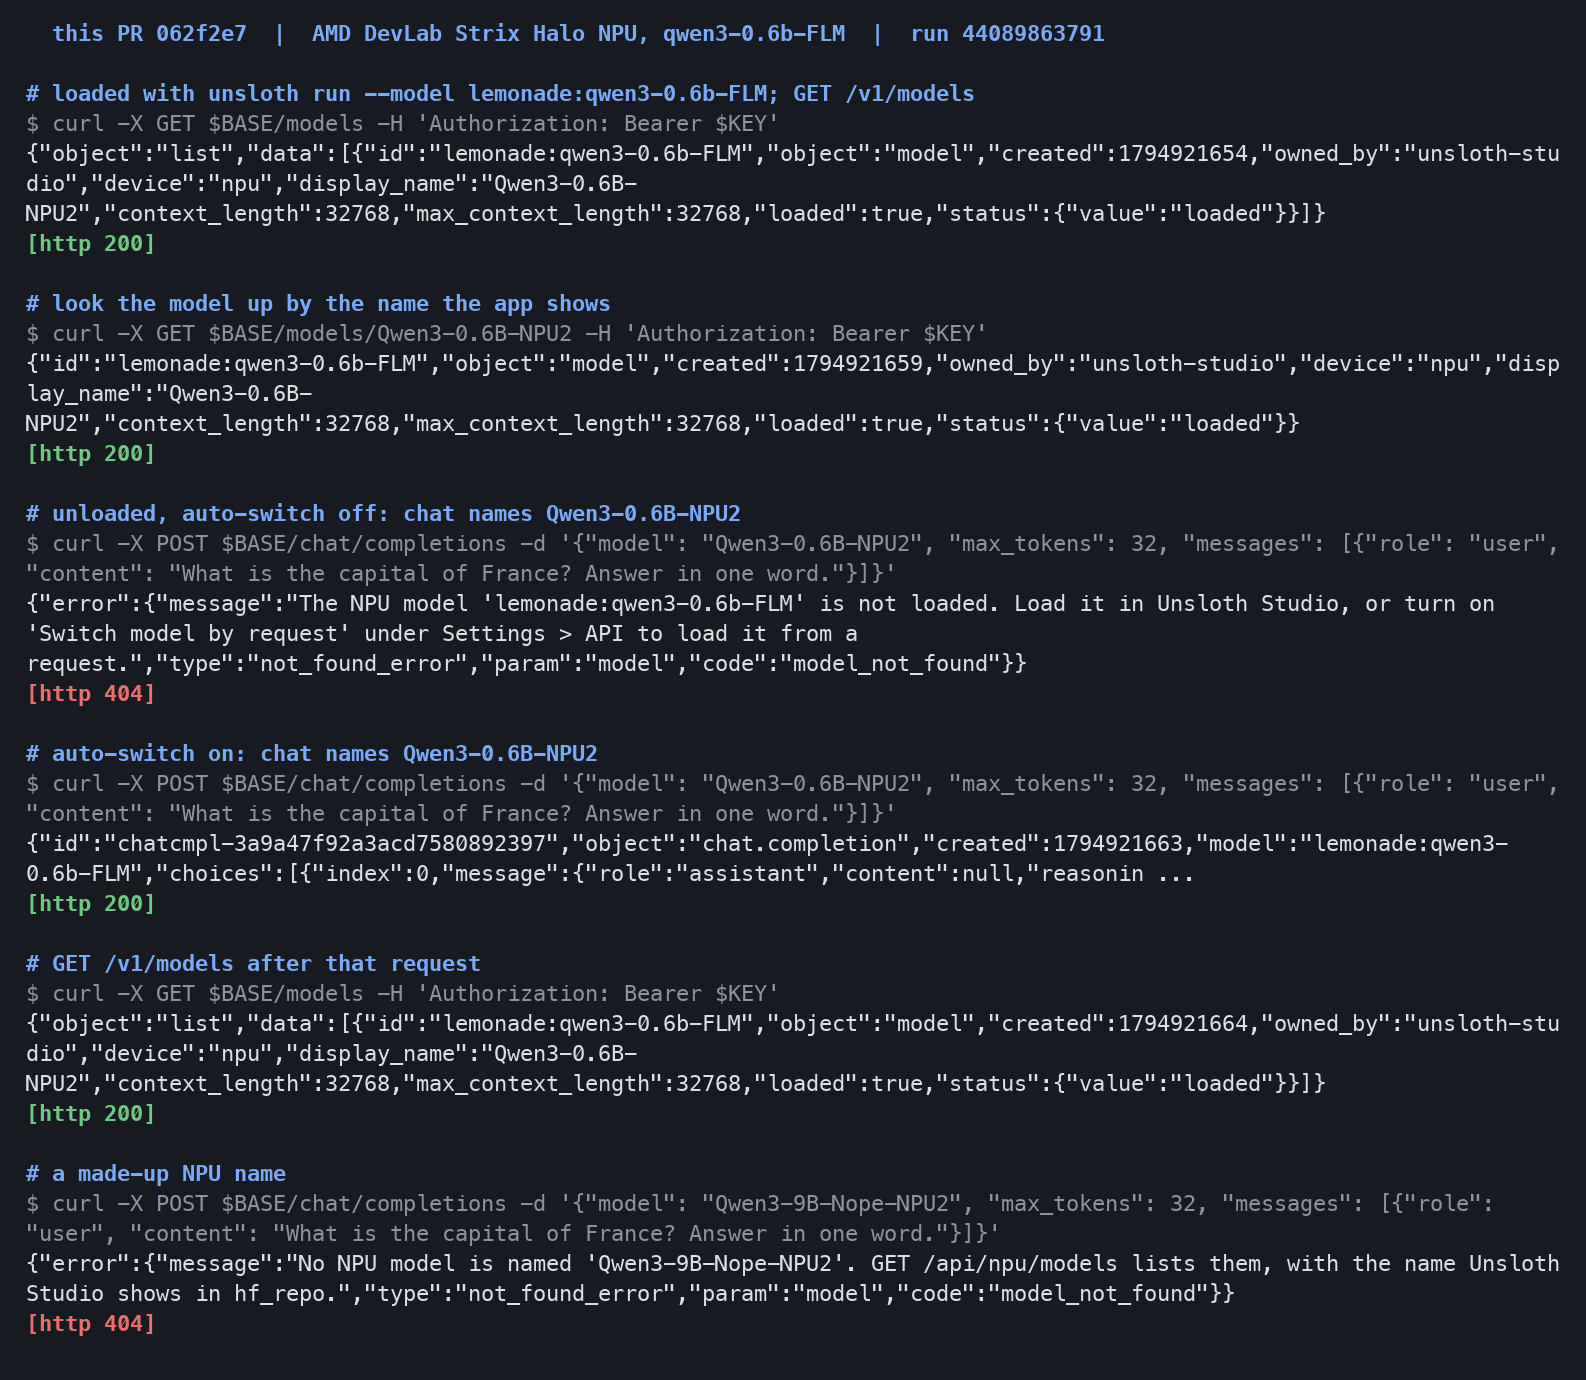 this PR 062f2e7  |  AMD DevLab Strix Halo NPU, qwen3-0.6b-FLM  |  run 44089863791
# loaded with unsloth run --model lemonade:qwen3-0.6b-FLM; GET /v1/models
$ curl -X GET $BASE/models -H 'Authorization: Bearer $KEY'
{"object":"list","data":[{"id":"lemonade:qwen3-0.6b-FLM","object":"model","created":1794921654,"owned_by":"unsloth-stu
dio","device":"npu","display_name":"Qwen3-0.6B-
NPU2","context_length":32768,"max_context_length":32768,"loaded":true,"status":{"value":"loaded"}}]}
[http 200]
# look the model up by the name the app shows
$ curl -X GET $BASE/models/Qwen3-0.6B-NPU2 -H 'Authorization: Bearer $KEY'
{"id":"lemonade:qwen3-0.6b-FLM","object":"model","created":1794921659,"owned_by":"unsloth-studio","device":"npu","disp
lay_name":"Qwen3-0.6B-
NPU2","context_length":32768,"max_context_length":32768,"loaded":true,"status":{"value":"loaded"}}
[http 200]
# unloaded, auto-switch off: chat names Qwen3-0.6B-NPU2
$ curl -X POST $BASE/chat/completions -d '{"model": "Qwen3-0.6B-NPU2", "max_tokens": 32, "messages": [{"role": "user",
"content": "What is the capital of France? Answer in one word."}]}'
{"error":{"message":"The NPU model 'lemonade:qwen3-0.6b-FLM' is not loaded. Load it in Unsloth Studio, or turn on
'Switch model by request' under Settings > API to load it from a
request.","type":"not_found_error","param":"model","code":"model_not_found"}}
[http 404]
# auto-switch on: chat names Qwen3-0.6B-NPU2
$ curl -X POST $BASE/chat/completions -d '{"model": "Qwen3-0.6B-NPU2", "max_tokens": 32, "messages": [{"role": "user",
"content": "What is the capital of France? Answer in one word."}]}'
{"id":"chatcmpl-3a9a47f92a3acd7580892397","object":"chat.completion","created":1794921663,"model":"lemonade:qwen3-
0.6b-FLM","choices":[{"index":0,"message":{"role":"assistant","content":null,"reasonin ...
[http 200]
# GET /v1/models after that request
$ curl -X GET $BASE/models -H 'Authorization: Bearer $KEY'
{"object":"list","data":[{"id":"lemonade:qwen3-0.6b-FLM","object":"model","created":1794921664,"owned_by":"unsloth-stu
dio","device":"npu","display_name":"Qwen3-0.6B-
NPU2","context_length":32768,"max_context_length":32768,"loaded":true,"status":{"value":"loaded"}}]}
[http 200]
# a made-up NPU name
$ curl -X POST $BASE/chat/completions -d '{"model": "Qwen3-9B-Nope-NPU2", "max_tokens": 32, "messages": [{"role":
"user", "content": "What is the capital of France? Answer in one word."}]}'
{"error":{"message":"No NPU model is named 'Qwen3-9B-Nope-NPU2'. GET /api/npu/models lists them, with the name Unsloth
Studio shows in hf_repo.","type":"not_found_error","param":"model","code":"model_not_found"}}
[http 404]